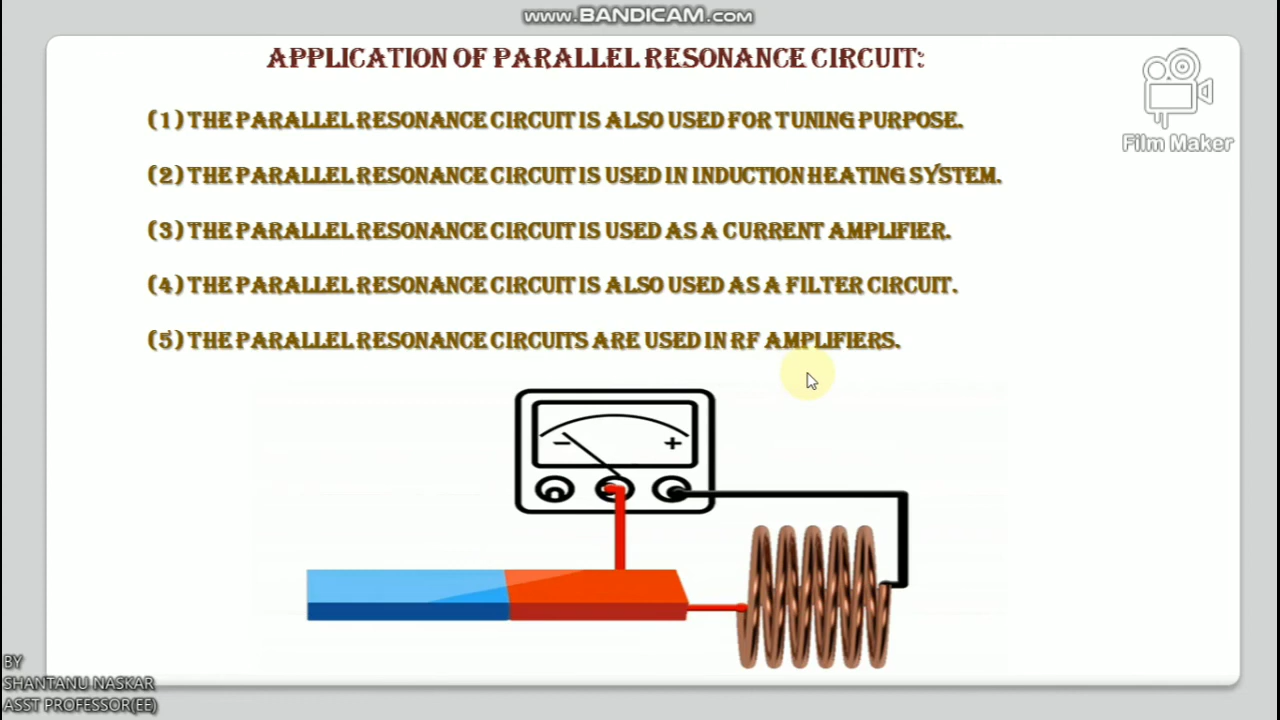 WWW.BANDICAM.COM
APPLICATION OF PARALLEL RESONANCE CIRCUIT:
Film Maker
(1) THE PARALLEL RESONANCE CIRCUIT IS ALSO USED FOR TUNING PURPOSE.
(2) THE PARALLEL RESONANCE CIRCUIT IS USED IN INDUCTION HEATING SYSTEM.
(3) THE PARALLEL RESONANCE CIRCUIT IS USED AS A CURRENT AMPLIFIER.
(4) THE PARALLEL RESONANCE CIRCUIT IS ALSO USED AS A FILTER CIRCUIT.
(5) THE PARALLEL RESONANCE CIRCUITS ARE USED IN RF AMPLIFIERS.
− +
BY
SHANTANU NASKAR
ASST PROFESSOR(EE)